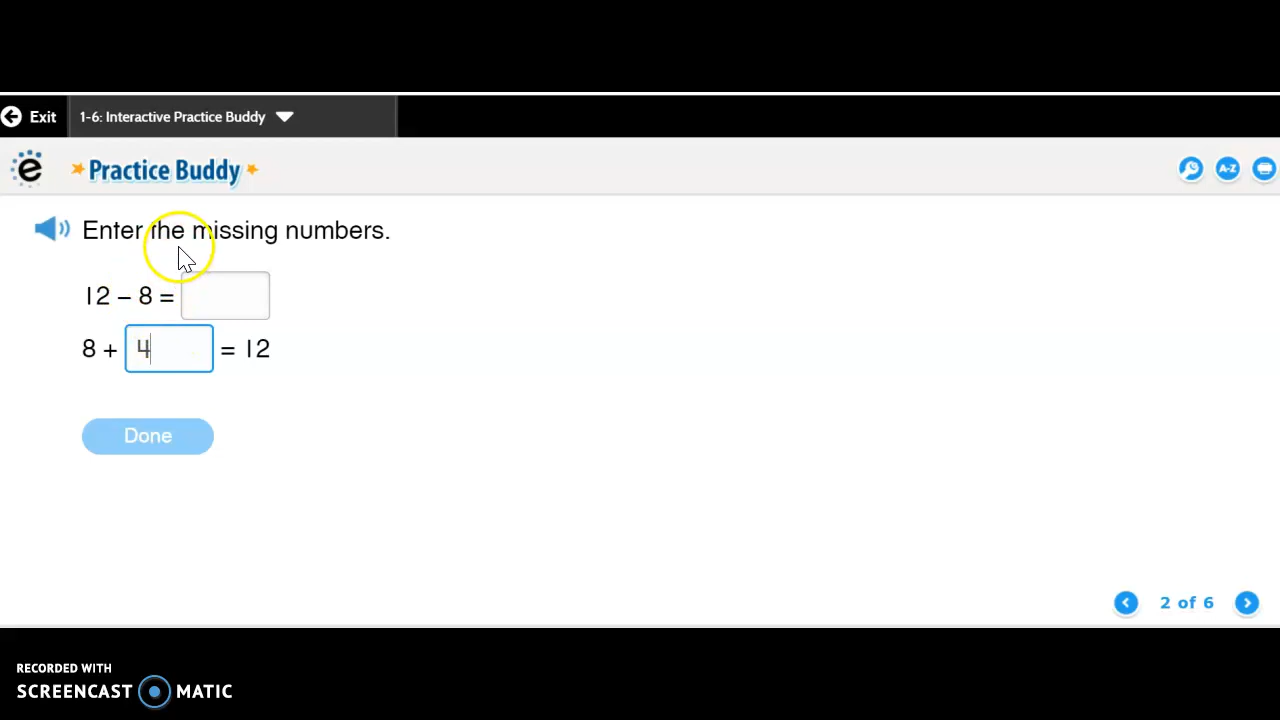 Exit 1-6: Interactive Practice Buddy
e Practice Buddy A-Z
Enter the missing numbers.
12 – 8 =
8 + 4 = 12
Done
2 of 6
RECORDED WITH
SCREENCAST MATIC